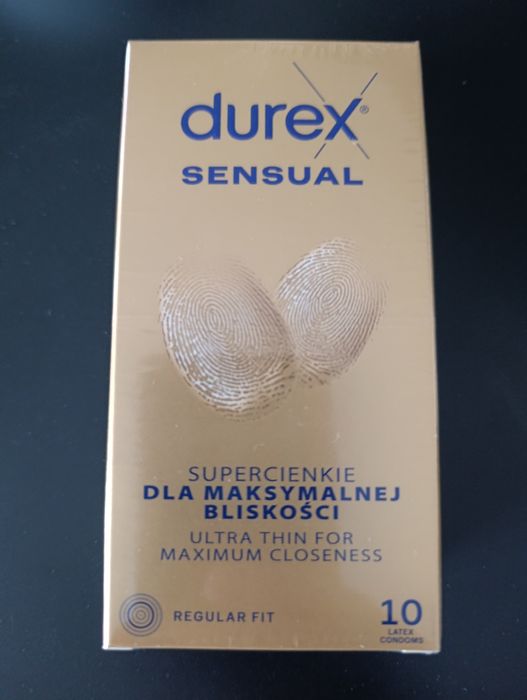 durex®
SENSUAL
SUPERCIENKIE
DLA MAKSYMALNEJ
BLISKOŚCI
ULTRA THIN FOR
MAXIMUM CLOSENESS
REGULAR FIT
10
LATEX
CONDOMS